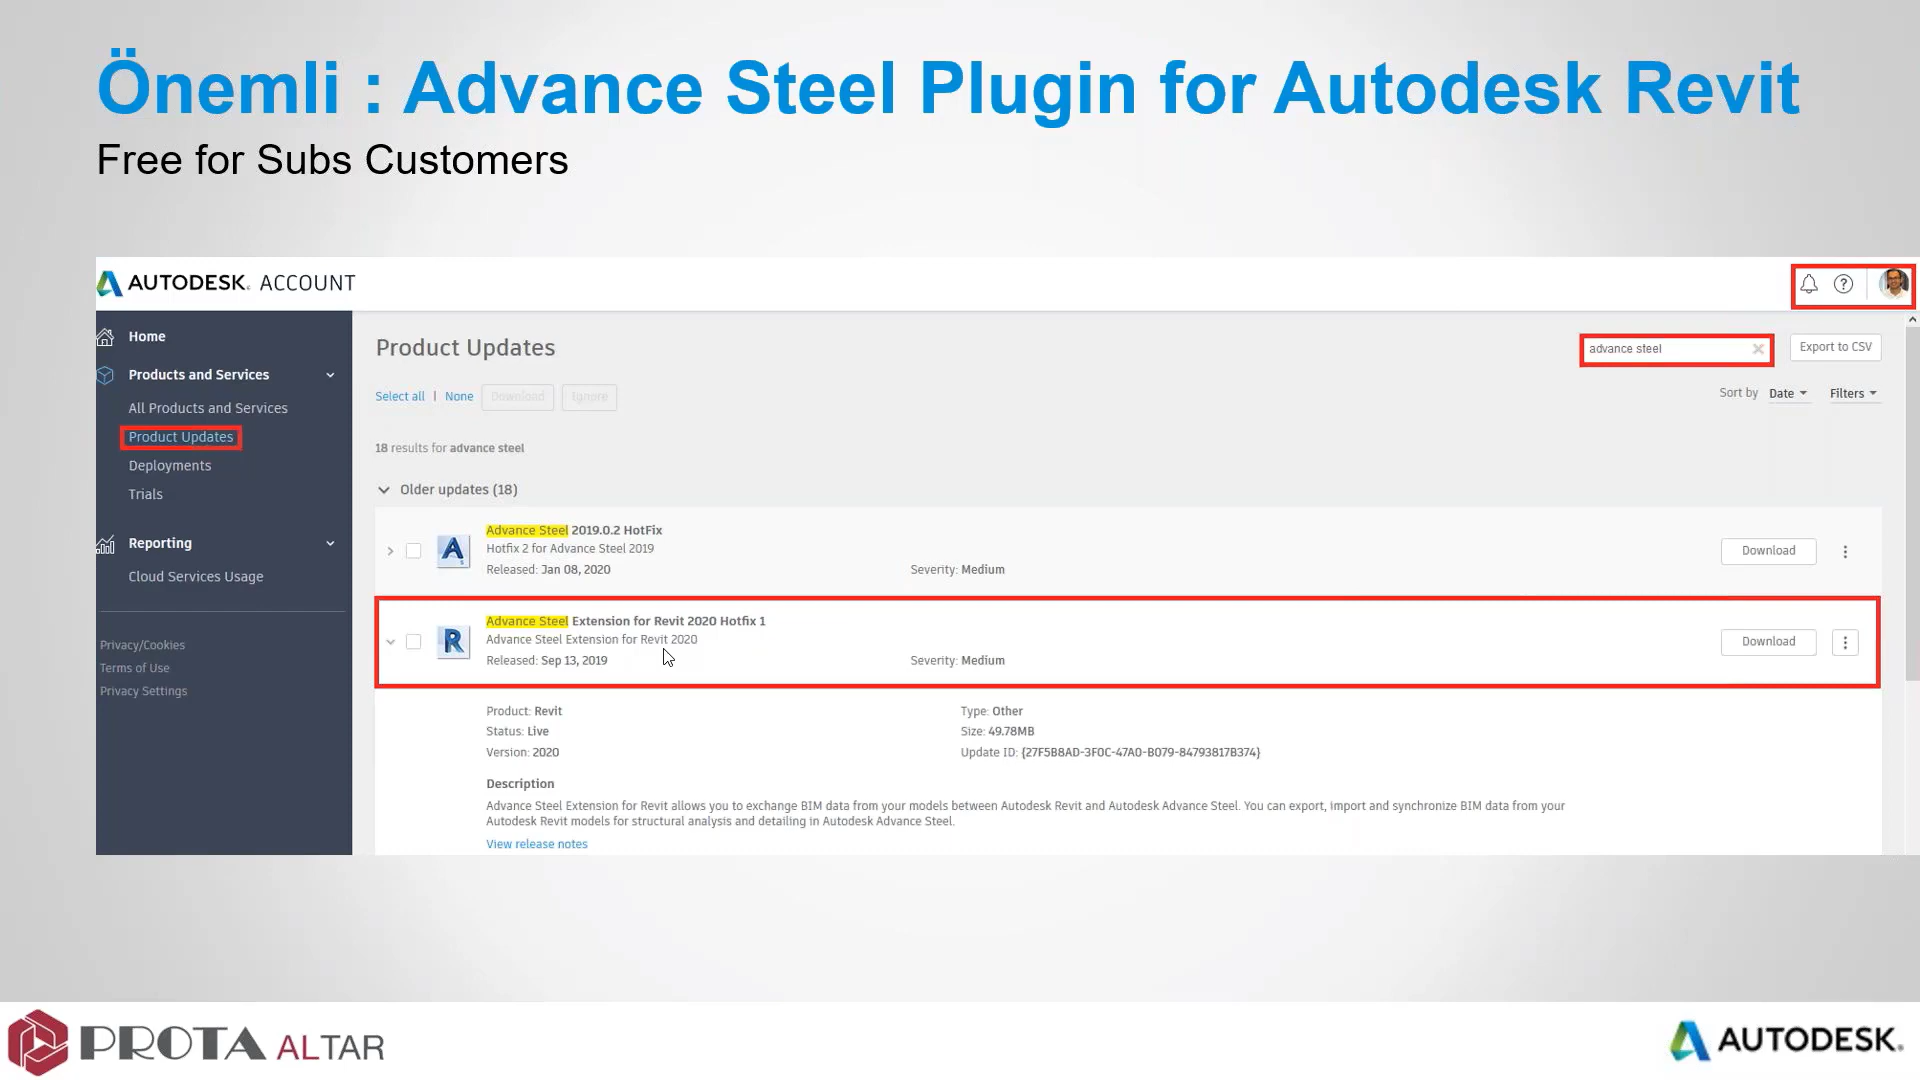 Önemli : Advance Steel Plugin for Autodesk Revit
Free for Subs Customers
AUTODESK. ACCOUNT
Home
Products and Services
All Products and Services
Product Updates
Deployments
Trials
Reporting
Cloud Services Usage
Privacy/Cookies
Terms of Use
Privacy Settings
Product Updates
advance steel
Export to CSV
Select all | None Download Ignore
Sort by Date Filters
18 results for advance steel
Older updates (18)
Advance Steel 2019.0.2 HotFix
Hotfix 2 for Advance Steel 2019
Released: Jan 08, 2020 Severity: Medium
Download
Advance Steel Extension for Revit 2020 Hotfix 1
Advance Steel Extension for Revit 2020
Released: Sep 13, 2019 Severity: Medium
Download
Product: Revit Type: Other
Status: Live Size: 49.78MB
Version: 2020 Update ID: {27F5B8AD-3F0C-47A0-B079-84793817B374}
Description
Advance Steel Extension for Revit allows you to exchange BIM data from your models between Autodesk Revit and Autodesk Advance Steel. You can export, import and synchronize BIM data from your
Autodesk Revit models for structural analysis and detailing in Autodesk Advance Steel.
View release notes
PROTA ALTAR
AUTODESK.